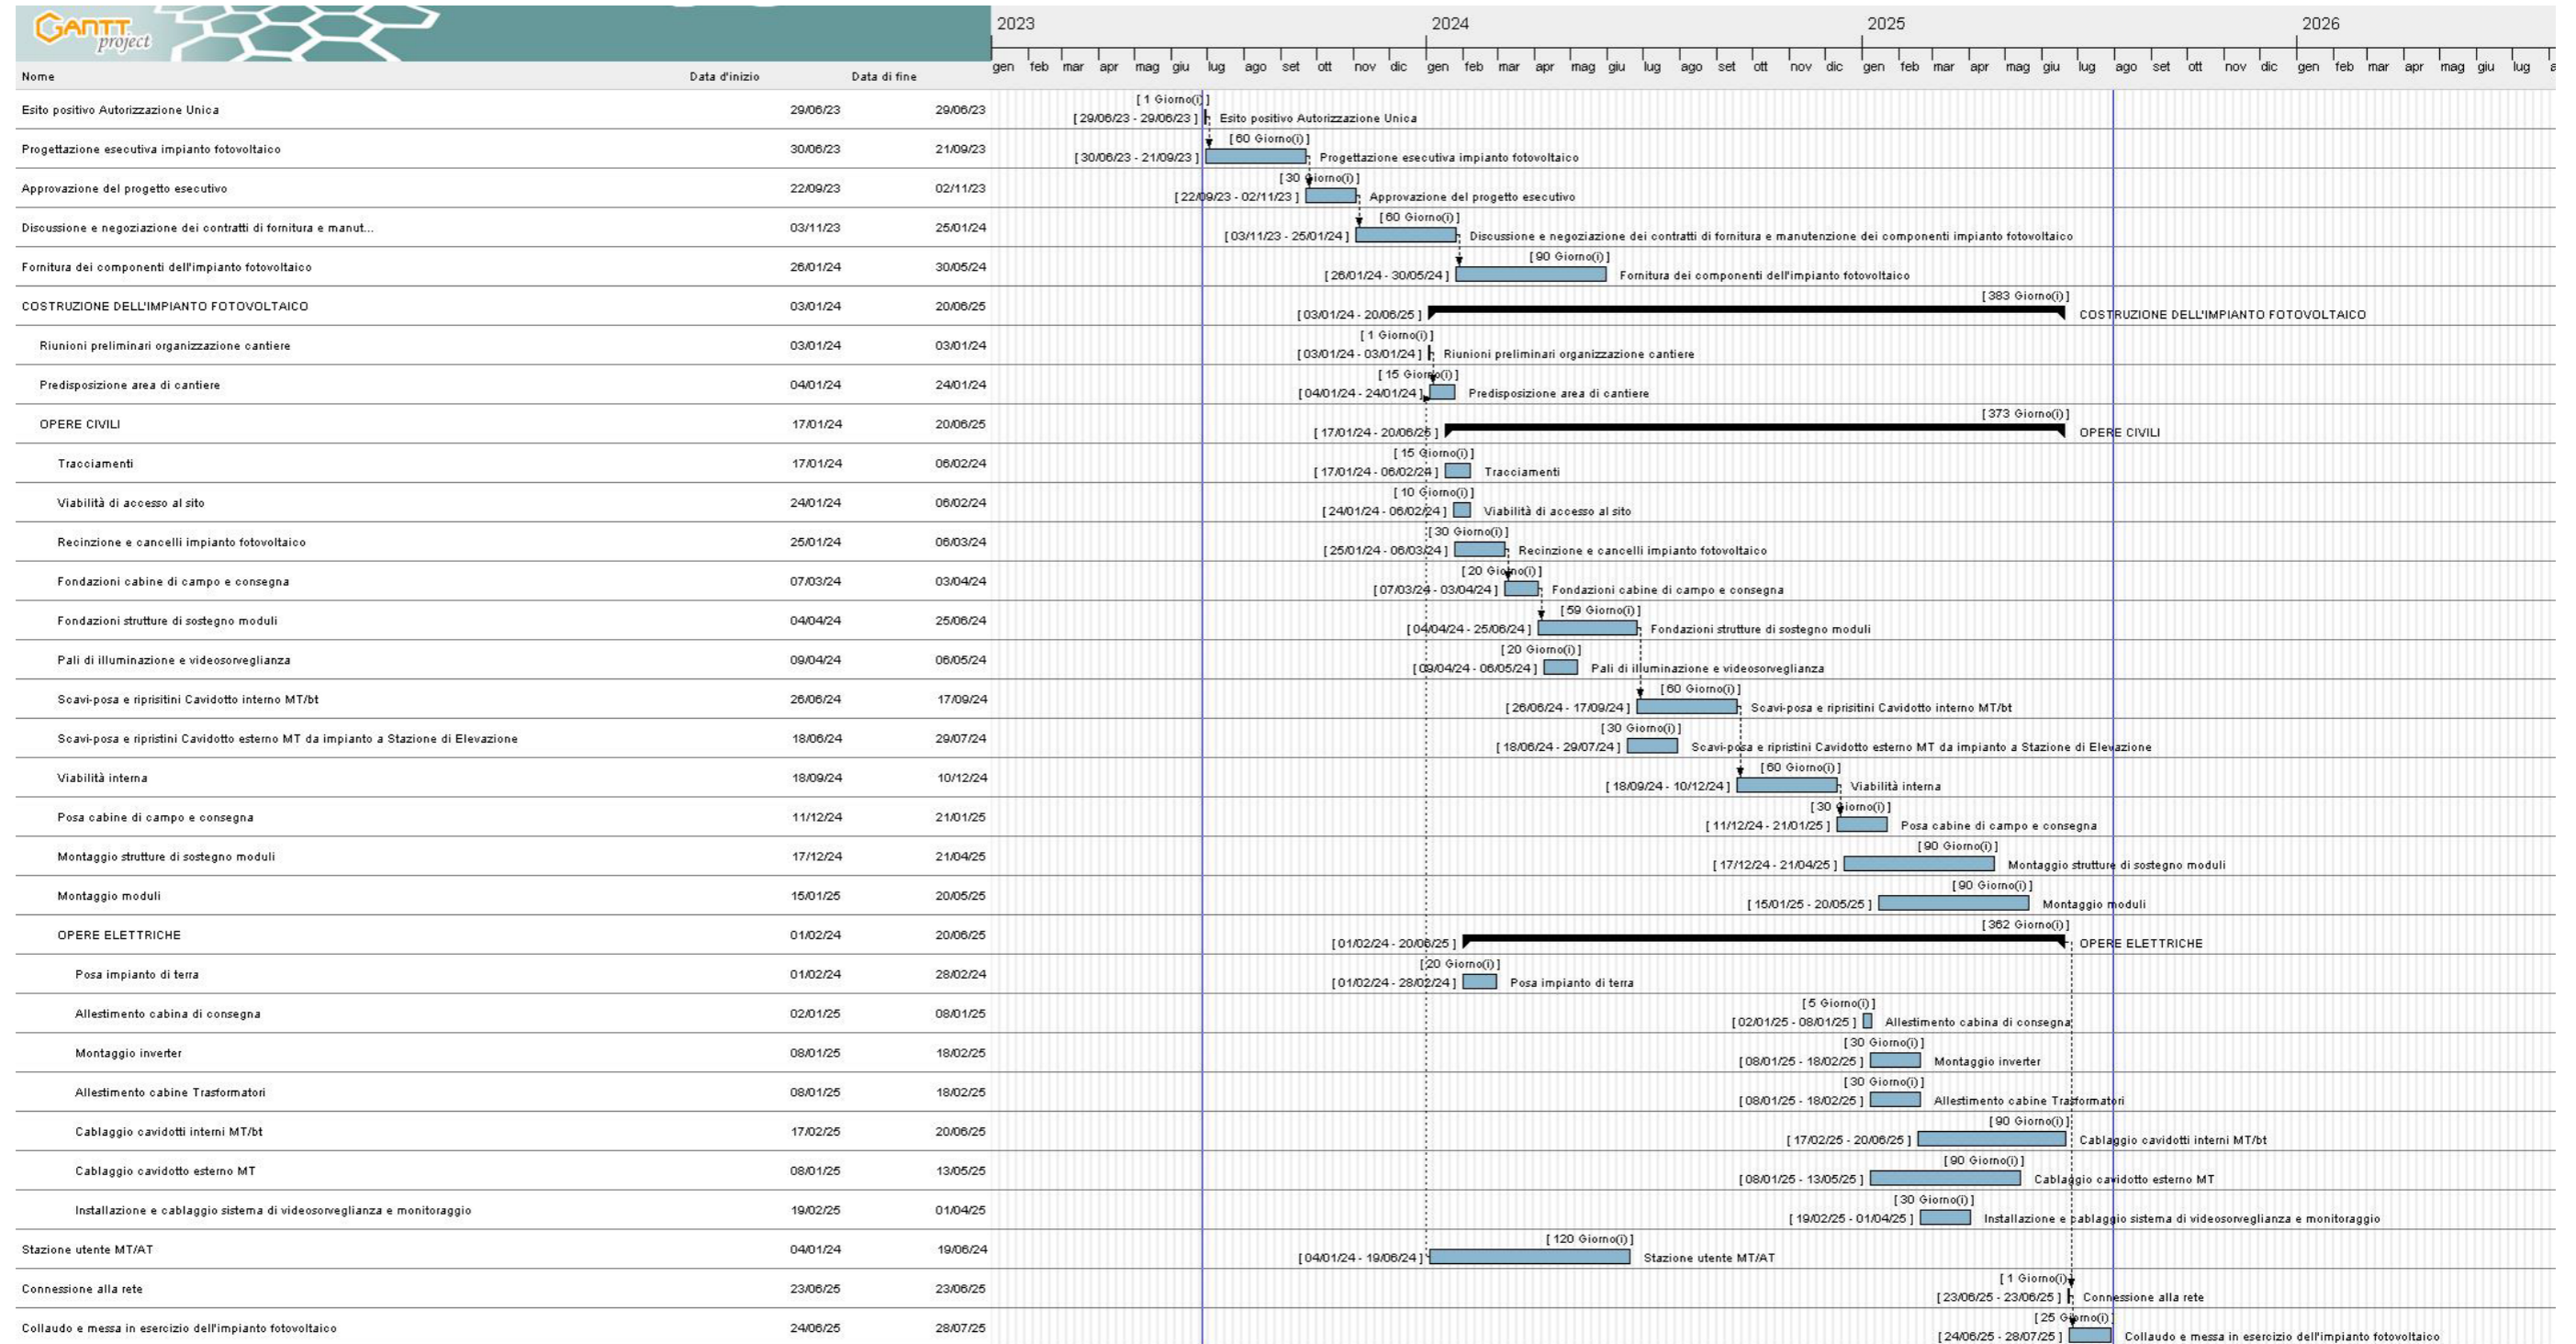 GANTT project
2023 2024 2025 2026
Nome Data d'inizio Data di fine gen feb mar apr mag giu lug ago set ott nov dic gen feb mar apr mag giu lug ago set ott nov dic gen feb mar apr mag giu lug ago set ott nov dic gen feb mar apr mag giu lug a
[ 1 Giorno(i) ]
Esito positivo Autorizzazione Unica 29/06/23 29/06/23 [ 29/06/23 - 29/06/23 ] Esito positivo Autorizzazione Unica
[ 60 Giorno(i) ]
Progettazione esecutiva impianto fotovoltaico 30/06/23 21/09/23 [ 30/06/23 - 21/09/23 ] Progettazione esecutiva impianto fotovoltaico
[ 30 Giorno(i) ]
Approvazione del progetto esecutivo 22/09/23 02/11/23 [ 22/09/23 - 02/11/23 ] Approvazione del progetto esecutivo
[ 60 Giorno(i) ]
Discussione e negoziazione dei contratti di fornitura e manut... 03/11/23 25/01/24 [ 03/11/23 - 25/01/24 ] Discussione e negoziazione dei contratti di fornitura e manutenzione dei componenti impianto fotovoltaico
[ 90 Giorno(i) ]
Fornitura dei componenti dell'impianto fotovoltaico 26/01/24 30/05/24 [ 26/01/24 - 30/05/24 ] Fornitura dei componenti dell'impianto fotovoltaico
[ 383 Giorno(i) ]
COSTRUZIONE DELL'IMPIANTO FOTOVOLTAICO 03/01/24 20/06/25 [ 03/01/24 - 20/06/25 ] COSTRUZIONE DELL'IMPIANTO FOTOVOLTAICO
[ 1 Giorno(i) ]
Riunioni preliminari organizzazione cantiere 03/01/24 03/01/24 [ 03/01/24 - 03/01/24 ] Riunioni preliminari organizzazione cantiere
[ 15 Giorno(i) ]
Predisposizione area di cantiere 04/01/24 24/01/24 [ 04/01/24 - 24/01/24 ] Predisposizione area di cantiere
[ 373 Giorno(i) ]
OPERE CIVILI 17/01/24 20/06/25 [ 17/01/24 - 20/06/25 ] OPERE CIVILI
[ 15 Giorno(i) ]
Tracciamenti 17/01/24 06/02/24 [ 17/01/24 - 06/02/24 ] Tracciamenti
[ 10 Giorno(i) ]
Viabilità di accesso al sito 24/01/24 06/02/24 [ 24/01/24 - 06/02/24 ] Viabilità di accesso al sito
[ 30 Giorno(i) ]
Recinzione e cancelli impianto fotovoltaico 25/01/24 06/03/24 [ 25/01/24 - 06/03/24 ] Recinzione e cancelli impianto fotovoltaico
[ 20 Giorno(i) ]
Fondazioni cabine di campo e consegna 07/03/24 03/04/24 [ 07/03/24 - 03/04/24 ] Fondazioni cabine di campo e consegna
[ 59 Giorno(i) ]
Fondazioni strutture di sostegno moduli 04/04/24 25/06/24 [ 04/04/24 - 25/06/24 ] Fondazioni strutture di sostegno moduli
[ 20 Giorno(i) ]
Pali di illuminazione e videosorveglianza 09/04/24 06/05/24 [ 09/04/24 - 06/05/24 ] Pali di illuminazione e videosorveglianza
[ 60 Giorno(i) ]
Scavi-posa e riprisitini Cavidotto interno MT/bt 26/06/24 17/09/24 [ 26/06/24 - 17/09/24 ] Scavi-posa e riprisitini Cavidotto interno MT/bt
[ 30 Giorno(i) ]
Scavi-posa e ripristini Cavidotto esterno MT da impianto a Stazione di Elevazione 18/06/24 29/07/24 [ 18/06/24 - 29/07/24 ] Scavi-posa e ripristini Cavidotto esterno MT da impianto a Stazione di Elevazione
[ 60 Giorno(i) ]
Viabilità interna 18/09/24 10/12/24 [ 18/09/24 - 10/12/24 ] Viabilità interna
[ 30 Giorno(i) ]
Posa cabine di campo e consegna 11/12/24 21/01/25 [ 11/12/24 - 21/01/25 ] Posa cabine di campo e consegna
[ 90 Giorno(i) ]
Montaggio strutture di sostegno moduli 17/12/24 21/04/25 [ 17/12/24 - 21/04/25 ] Montaggio strutture di sostegno moduli
[ 90 Giorno(i) ]
Montaggio moduli 15/01/25 20/05/25 [ 15/01/25 - 20/05/25 ] Montaggio moduli
[ 362 Giorno(i) ]
OPERE ELETTRICHE 01/02/24 20/06/25 [ 01/02/24 - 20/06/25 ] OPERE ELETTRICHE
[ 20 Giorno(i) ]
Posa impianto di terra 01/02/24 28/02/24 [ 01/02/24 - 28/02/24 ] Posa impianto di terra
[ 5 Giorno(i) ]
Allestimento cabina di consegna 02/01/25 08/01/25 [ 02/01/25 - 08/01/25 ] Allestimento cabina di consegna
[ 30 Giorno(i) ]
Montaggio inverter 08/01/25 18/02/25 [ 08/01/25 - 18/02/25 ] Montaggio inverter
[ 30 Giorno(i) ]
Allestimento cabine Trasformatori 08/01/25 18/02/25 [ 08/01/25 - 18/02/25 ] Allestimento cabine Trasformatori
[ 90 Giorno(i) ]
Cablaggio cavidotti interni MT/bt 17/02/25 20/06/25 [ 17/02/25 - 20/06/25 ] Cablaggio cavidotti interni MT/bt
[ 90 Giorno(i) ]
Cablaggio cavidotto esterno MT 08/01/25 13/05/25 [ 08/01/25 - 13/05/25 ] Cablaggio cavidotto esterno MT
[ 30 Giorno(i) ]
Installazione e cablaggio sistema di videosorveglianza e monitoraggio 19/02/25 01/04/25 [ 19/02/25 - 01/04/25 ] Installazione e cablaggio sistema di videosorveglianza e monitoraggio
[ 120 Giorno(i) ]
Stazione utente MT/AT 04/01/24 19/06/24 [ 04/01/24 - 19/06/24 ] Stazione utente MT/AT
[ 1 Giorno(i) ]
Connessione alla rete 23/06/25 23/06/25 [ 23/06/25 - 23/06/25 ] Connessione alla rete
[ 25 Giorno(i) ]
Collaudo e messa in esercizio dell'impianto fotovoltaico 24/06/25 28/07/25 [ 24/06/25 - 28/07/25 ] Collaudo e messa in esercizio dell'impianto fotovoltaico